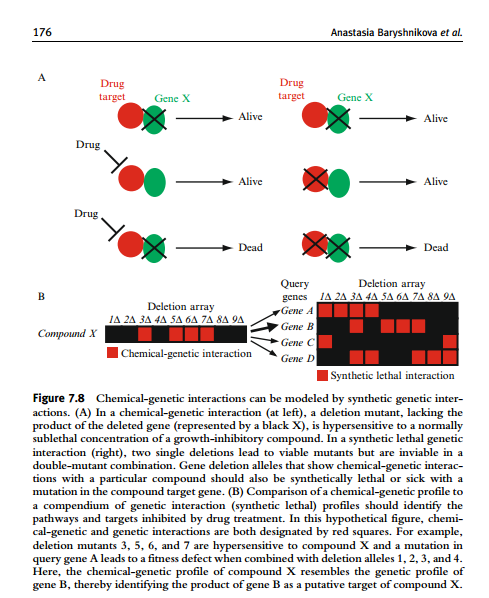 176
Anastasia Baryshnikova et al.
A
Drug
target
Gene X
Alive
Drug
target
Gene X
Alive
Drug
Alive
Alive
Drug
Dead
Dead
B
Deletion array
1Δ 2Δ 3Δ 4Δ 5Δ 6Δ 7Δ 8Δ 9Δ
Compound X
Chemical-genetic interaction
Query
genes
Deletion array
1Δ 2Δ 3Δ 4Δ 5Δ 6Δ 7Δ 8Δ 9Δ
Gene A
Gene B
Gene C
Gene D
Synthetic lethal interaction
Figure 7.8 Chemical-genetic interactions can be modeled by synthetic genetic inter-
actions. (A) In a chemical-genetic interaction (at left), a deletion mutant, lacking the
product of the deleted gene (represented by a black X), is hypersensitive to a normally
sublethal concentration of a growth-inhibitory compound. In a synthetic lethal genetic
interaction (right), two single deletions lead to viable mutants but are inviable in a
double-mutant combination. Gene deletion alleles that show chemical-genetic interac-
tions with a particular compound should also be synthetically lethal or sick with a
mutation in the compound target gene. (B) Comparison of a chemical-genetic profile to
a compendium of genetic interaction (synthetic lethal) profiles should identify the
pathways and targets inhibited by drug treatment. In this hypothetical figure, chemi-
cal-genetic and genetic interactions are both designated by red squares. For example,
deletion mutants 3, 5, 6, and 7 are hypersensitive to compound X and a mutation in
query gene A leads to a fitness defect when combined with deletion alleles 1, 2, 3, and 4.
Here, the chemical-genetic profile of compound X resembles the genetic profile of
gene B, thereby identifying the product of gene B as a putative target of compound X.